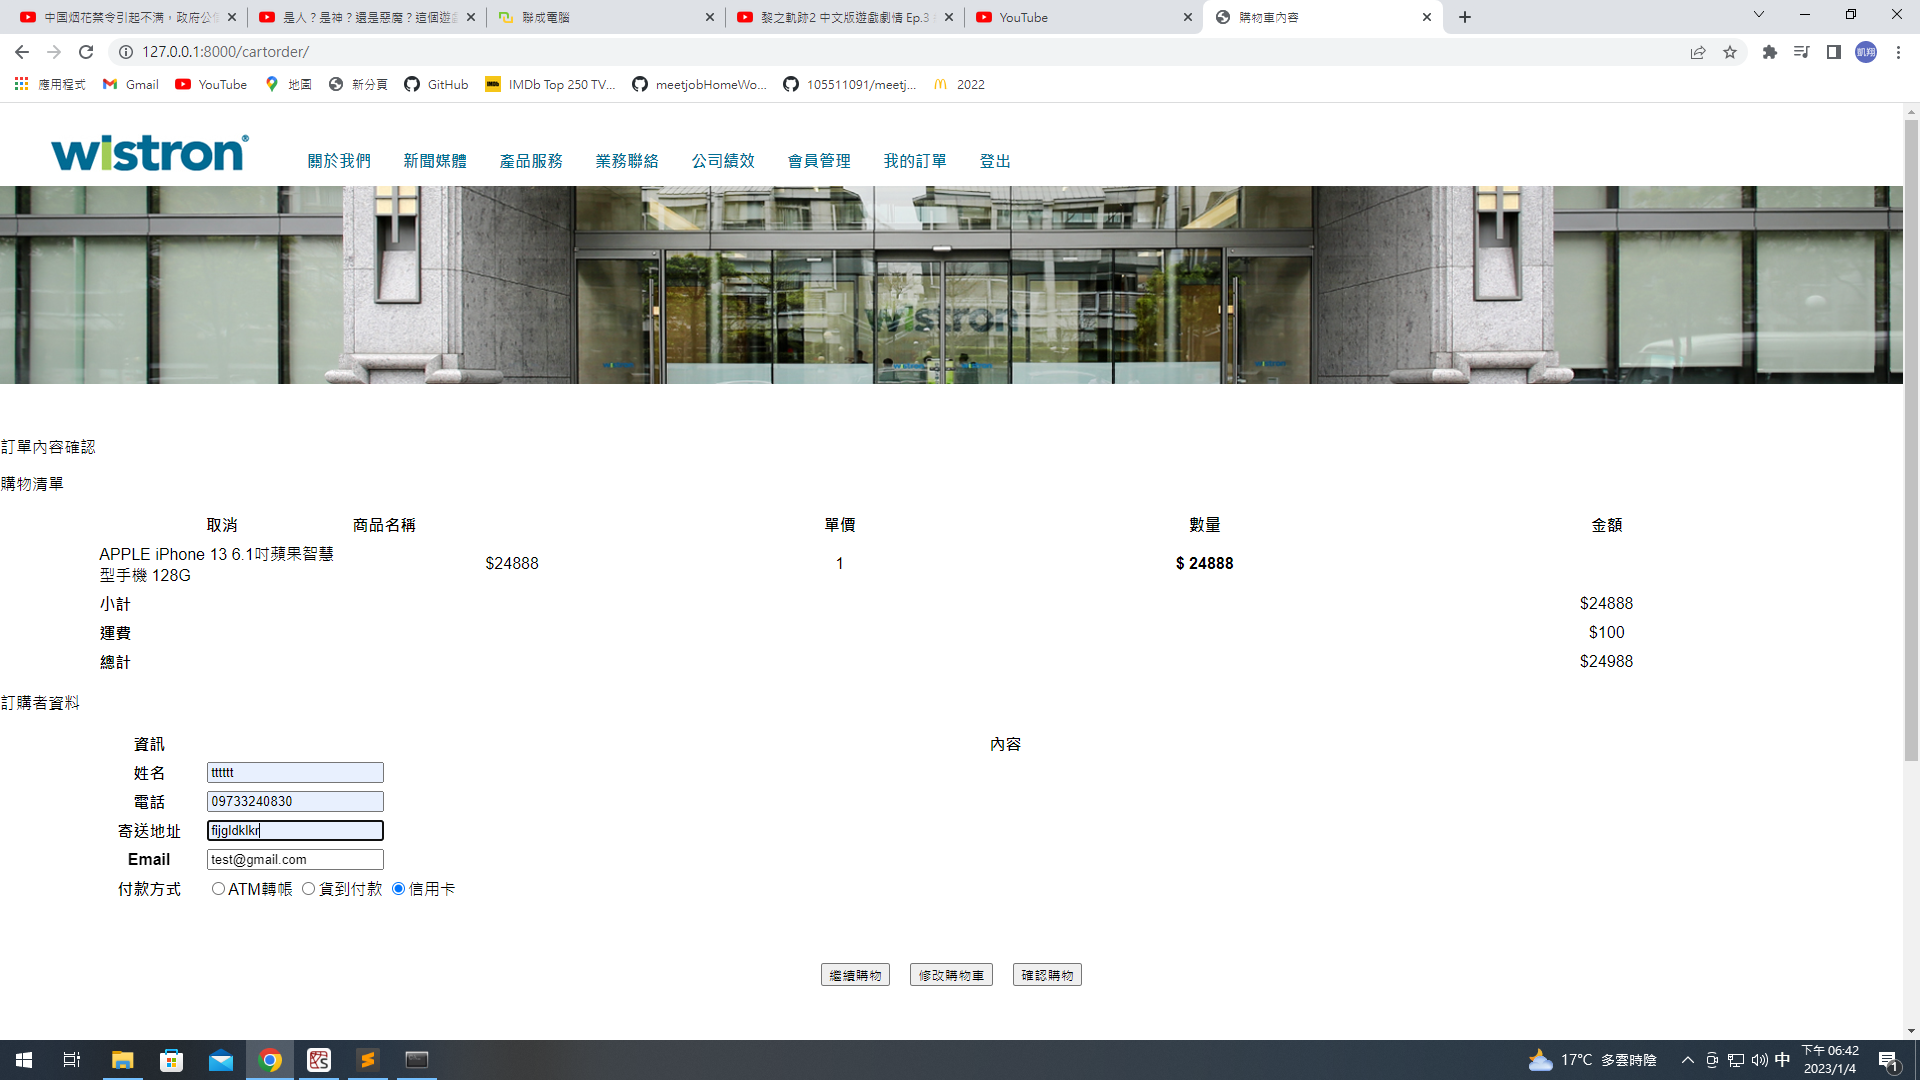 中国烟花禁令引起不满，政府公信
是人？是神？還是惡魔？這個遊戲
聯成電腦
黎之軌跡2 中文版遊戲劇情 Ep.3
YouTube
購物車內容
127.0.0.1:8000/cartorder/
凱翔
應用程式
Gmail
YouTube
地圖
新分頁
GitHub
IMDb Top 250 TV...
meetjobHomeWo...
105511091/meetj...
2022
wistron
關於我們
新聞媒體
產品服務
業務聯絡
公司績效
會員管理
我的訂單
登出
wistron
wistron
wistron
訂單內容確認
購物清單
取消 商品名稱 單價 數量 金額
APPLE iPhone 13 6.1吋蘋果智慧
型手機 128G
$24888 1 $ 24888
小計 $24888
運費 $100
總計 $24988
訂購者資料
資訊 內容
姓名 tttttt
電話 09733240830
寄送地址 fijgldklkr
Email test@gmail.com
付款方式 ATM轉帳 貨到付款 信用卡
繼續購物 修改購物車 確認購物
17°C 多雲時陰
中
下午 06:42
2023/1/4
1